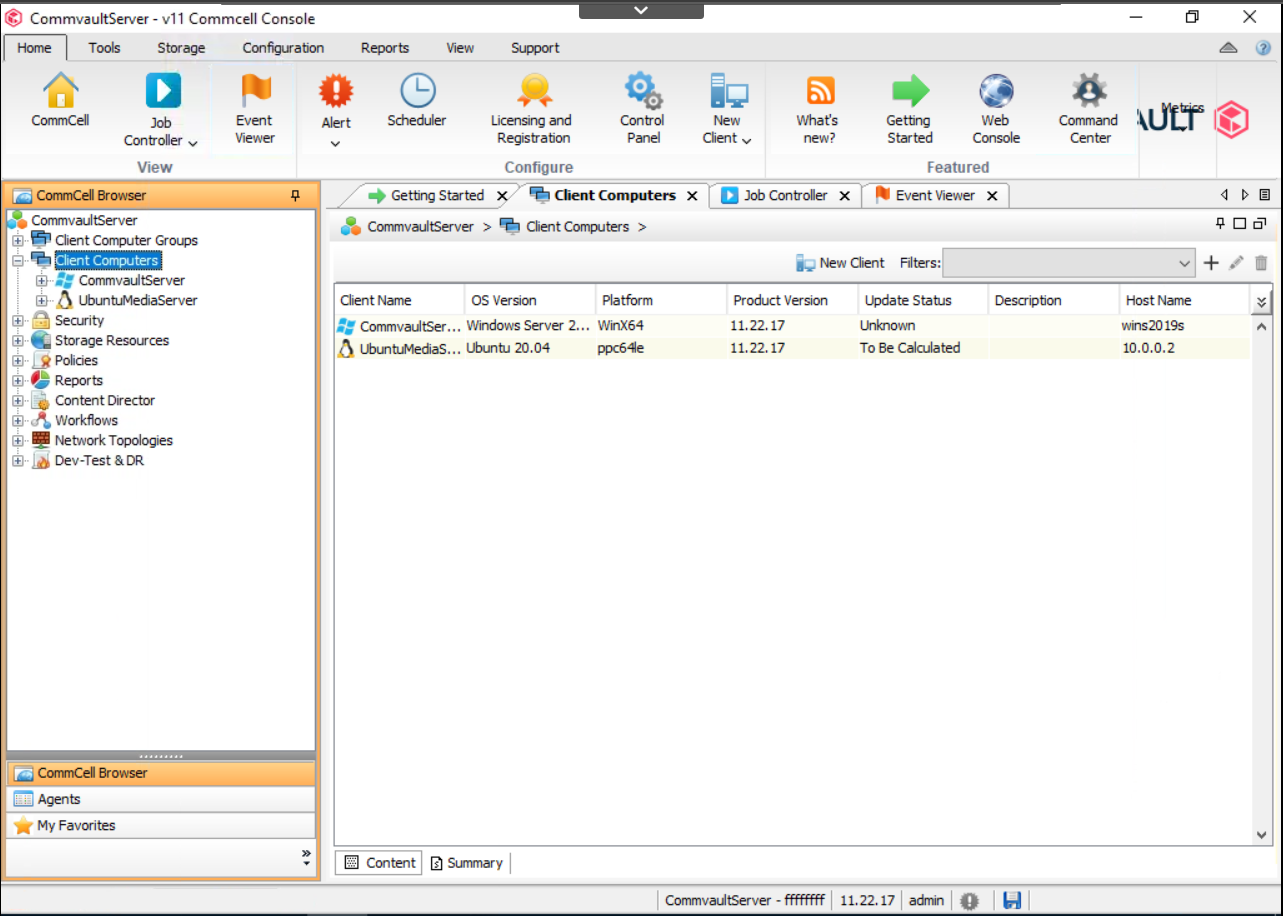 CommvaultServer - v11 Commcell Console
Home Tools Storage Configuration Reports View Support
CommCell
Job Controller
Event Viewer
View
Alert
Scheduler
Licensing and Registration
Control Panel
New Client
Configure
What's new?
Getting Started
Web Console
Command Center
Featured
Metrics
AULT
CommCell Browser
CommvaultServer
Client Computer Groups
Client Computers
CommvaultServer
UbuntuMediaServer
Security
Storage Resources
Policies
Reports
Content Director
Workflows
Network Topologies
Dev-Test & DR
CommCell Browser
Agents
My Favorites
Getting Started Client Computers Job Controller Event Viewer
CommvaultServer > Client Computers >
New Client Filters:
Client Name OS Version Platform Product Version Update Status Description Host Name
CommvaultSer... Windows Server 2... WinX64 11.22.17 Unknown wins2019s
UbuntuMediaS... Ubuntu 20.04 ppc64le 11.22.17 To Be Calculated 10.0.0.2
Content Summary
CommvaultServer - ffffffff 11.22.17 admin